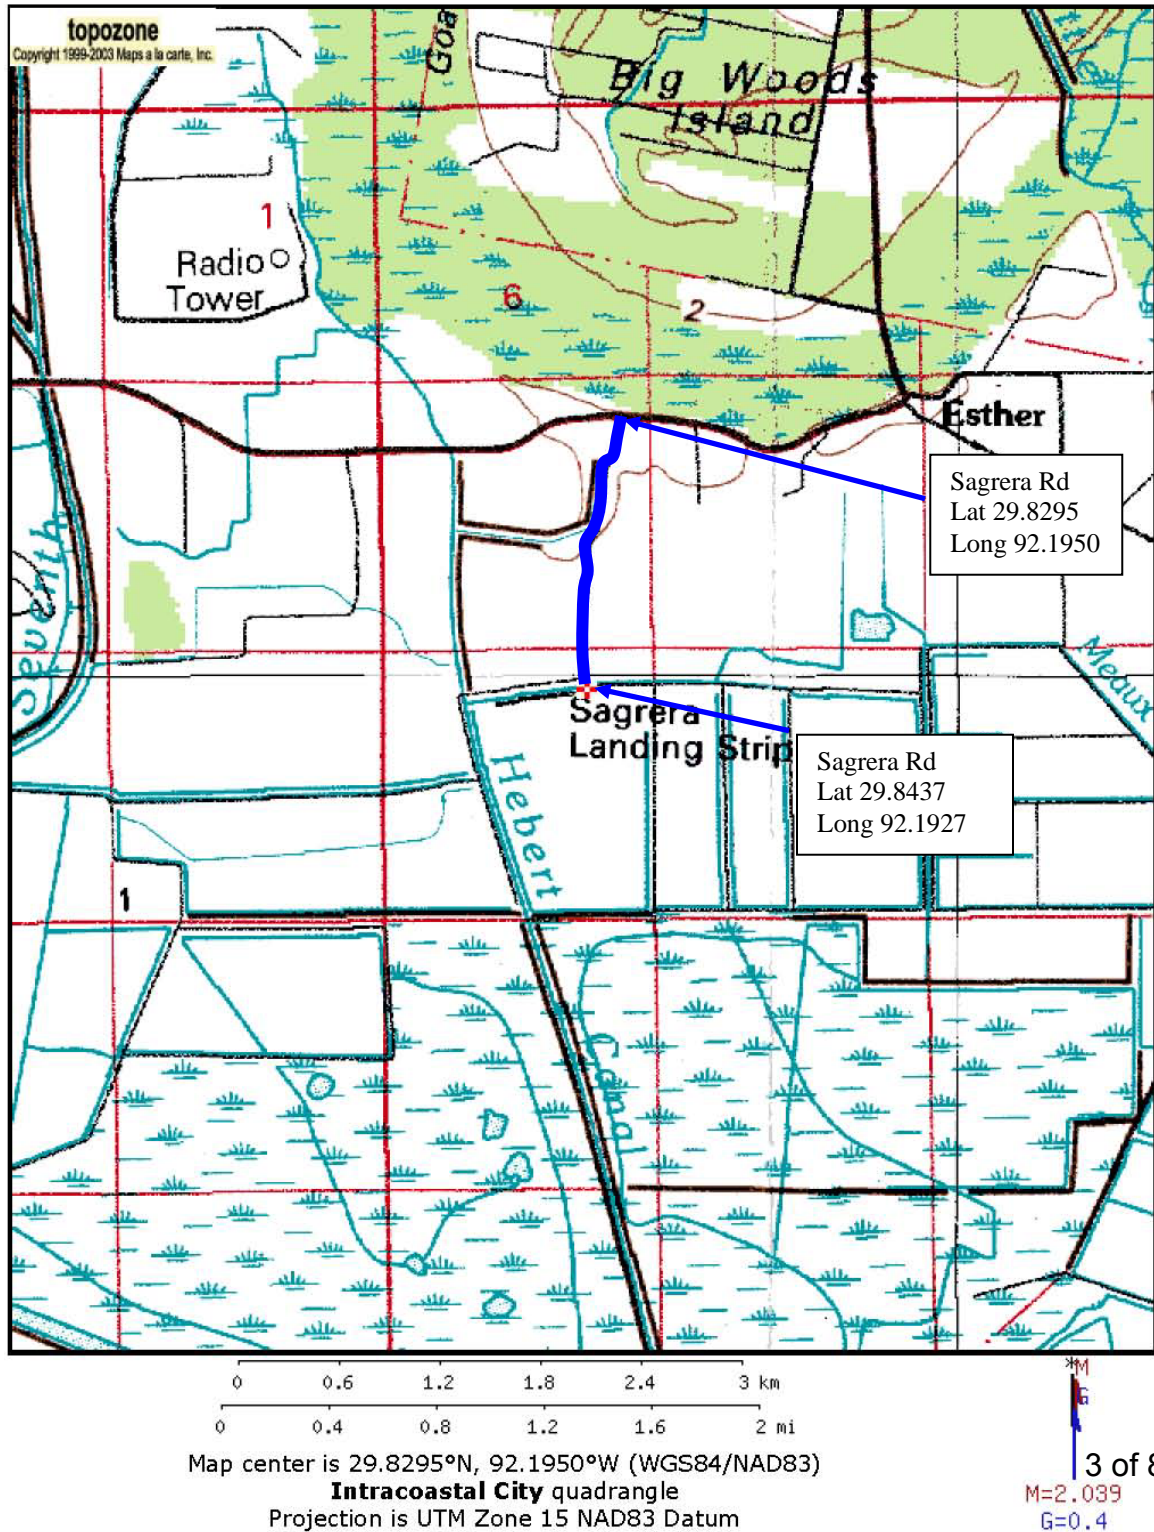 topozone
Copyright 1999-2003 Maps a la carte, Inc.
Goa
Big Woods
Island
1
Radio
Tower
6
2
Esther
Sagrera Rd
Lat 29.8295
Long 92.1950
Seventh
Meaux
Sagrera
Landing Strip
Sagrera Rd
Lat 29.8437
Long 92.1927
Hebert
1
Canal
0 0.6 1.2 1.8 2.4 3 km
0 0.4 0.8 1.2 1.6 2 mi
Map center is 29.8295°N, 92.1950°W (WGS84/NAD83)
Intracoastal City quadrangle
Projection is UTM Zone 15 NAD83 Datum
*M
G
3 of 8
M=2.039
G=0.4